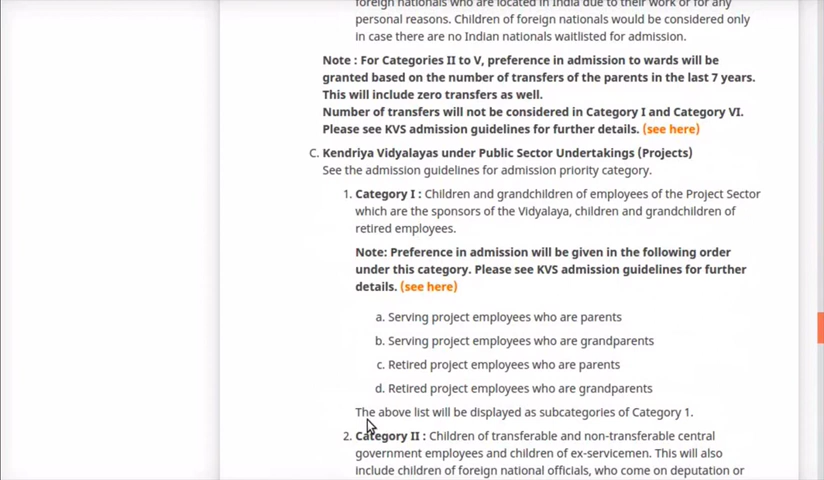 foreign nationals who are located in India due to their work or for any
personal reasons. Children of foreign nationals would be considered only
in case there are no Indian nationals waitlisted for admission.
Note : For Categories II to V, preference in admission to wards will be
granted based on the number of transfers of the parents in the last 7 years.
This will include zero transfers as well.
Number of transfers will not be considered in Category I and Category VI.
Please see KVS admission guidelines for further details. (see here)
C. Kendriya Vidyalayas under Public Sector Undertakings (Projects)
See the admission guidelines for admission priority category.
1. Category I : Children and grandchildren of employees of the Project Sector
which are the sponsors of the Vidyalaya, children and grandchildren of
retired employees.
Note: Preference in admission will be given in the following order
under this category. Please see KVS admission guidelines for further
details. (see here)
a. Serving project employees who are parents
b. Serving project employees who are grandparents
c. Retired project employees who are parents
d. Retired project employees who are grandparents
The above list will be displayed as subcategories of Category 1.
2. Category II : Children of transferable and non-transferable central
government employees and children of ex-servicemen. This will also
include children of foreign national officials, who come on deputation or